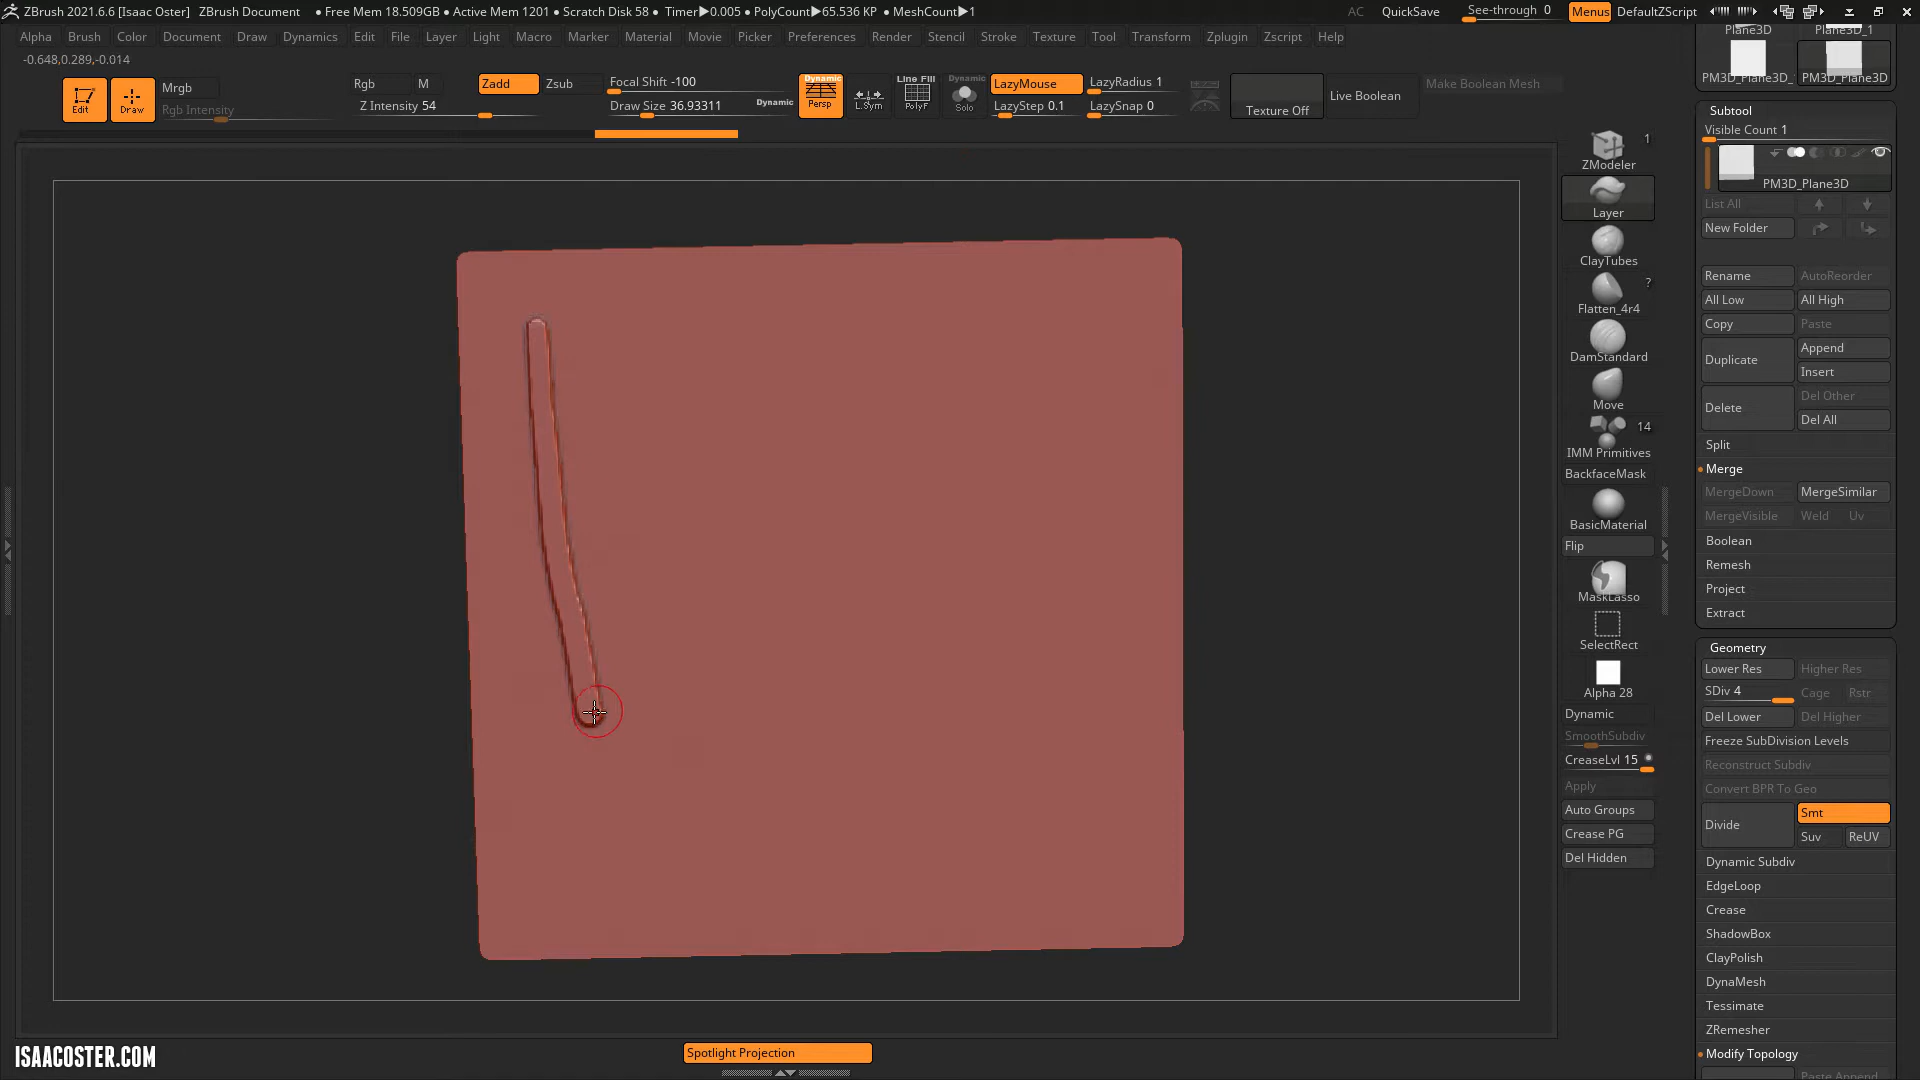 ZBrush 2021.6.6 [Isaac Oster] ZBrush Document • Free Mem 18.509GB • Active Mem 1201 • Scratch Disk 58 • Timer▶0.005 • PolyCount▶65.536 KP • MeshCount▶1 AC QuickSave See-through 0 Menus DefaultZScript
Alpha Brush Color Document Draw Dynamics Edit File Layer Light Macro Marker Material Movie Picker Preferences Render Stencil Stroke Texture Tool Transform Zplugin Zscript Help
-0.648,0.289,-0.014
Edit
Draw
Mrgb
Rgb Intensity
Rgb M
Z Intensity 54
Zadd Zsub
Focal Shift -100
Draw Size 36.93311
Dynamic
Dynamic
Persp
L.Sym
Line Fill
PolyF
Dynamic
Solo
LazyMouse
LazyStep 0.1
LazyRadius 1
LazySnap 0
Texture Off
Live Boolean
Make Boolean Mesh
ZModeler
1
Layer
ClayTubes
Flatten_4r4
?
DamStandard
Move
IMM Primitives
14
BackfaceMask
BasicMaterial
Flip
MaskLasso
SelectRect
Alpha 28
Dynamic
SmoothSubdiv
CreaseLvl 15
Apply
Auto Groups
Crease PG
Del Hidden
Plane3D
Plane3D_1
PM3D_Plane3D_
PM3D_Plane3D
Subtool
Visible Count 1
PM3D_Plane3D
List All
New Folder
Rename AutoReorder
All Low All High
Copy Paste
Duplicate
Append
Insert
Delete
Del Other
Del All
Split
Merge
MergeDown MergeSimilar
MergeVisible Weld Uv
Boolean
Remesh
Project
Extract
Geometry
Lower Res Higher Res
SDiv 4 Cage Rstr
Del Lower Del Higher
Freeze SubDivision Levels
Reconstruct Subdiv
Convert BPR To Geo
Divide
Smt
Suv ReUV
Dynamic Subdiv
EdgeLoop
Crease
ShadowBox
ClayPolish
DynaMesh
Tessimate
ZRemesher
Modify Topology
Paste Append
Spotlight Projection
ISAACOSTER.COM